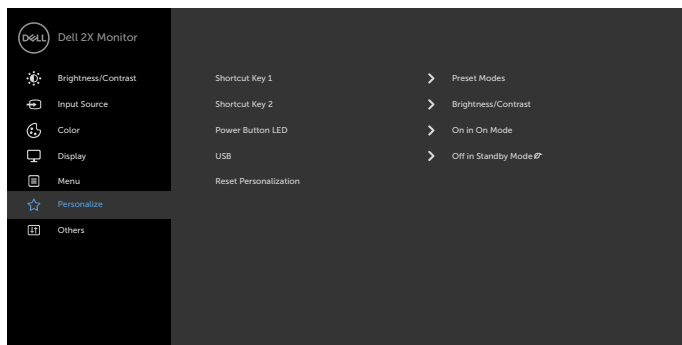 DELL Dell 2X Monitor
Brightness/Contrast Shortcut Key 1 Preset Modes
Input Source Shortcut Key 2 Brightness/Contrast
Color Power Button LED On in On Mode
Display USB Off in Standby Mode
Menu Reset Personalization
Personalize
Others